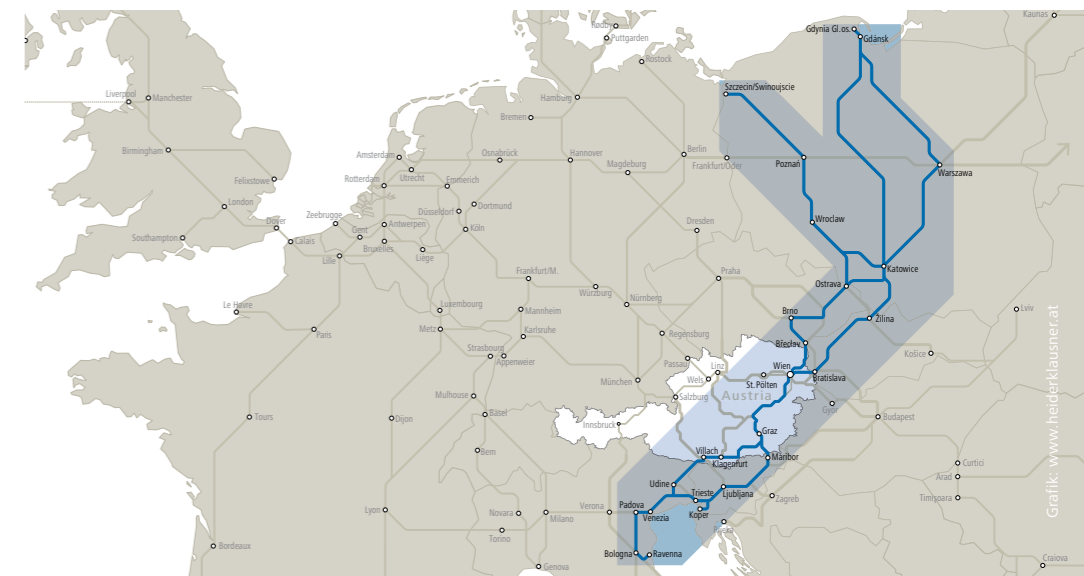 Kaunas
Rødby
Puttgarden
Gdynia Gl.os.
Gdańsk
Rostock
Liverpool
Manchester
Hamburg
Szczecin/Swinoujscie
Bremen
Birmingham
Amsterdam
Osnabrück
Hannover
Berlin
Magdeburg
Frankfurt/Oder
Poznań
Warszawa
Utrecht
Emmerich
Felixstowe
Rotterdam
London
Zeebrugge
Düsseldorf
Dortmund
Dover
Gent
Antwerpen
Dresden
Wroclaw
Southampton
Calais
Bruxelles
Köln
Lille
Liège
Katowice
Frankfurt/M.
Praha
Ostrava
Würzburg
Le Havre
Luxembourg
Nürnberg
Mannheim
Brno
Žilina
Lviv
Paris
Metz
Karlsruhe
Regensburg
Břeclav
Strasbourg
Appenweier
Passau
Linz
Wien
Košice
München
Wels
St. Pölten
Bratislava
Mulhouse
Salzburg
Austria
Györ
Tours
Dijon
Basel
Budapest
Innsbruck
Graz
Bern
Villach
Klagenfurt
Maribor
Curtici
Arad
Udine
Trieste
Ljubljana
Zagreb
Timişoara
Lyon
Novara
Milano
Verona
Padova
Venezia
Koper
Rijeka
Torino
Bordeaux
Bologna
Ravenna
Genova
Craiova
Grafik: www.heiderklausner.at